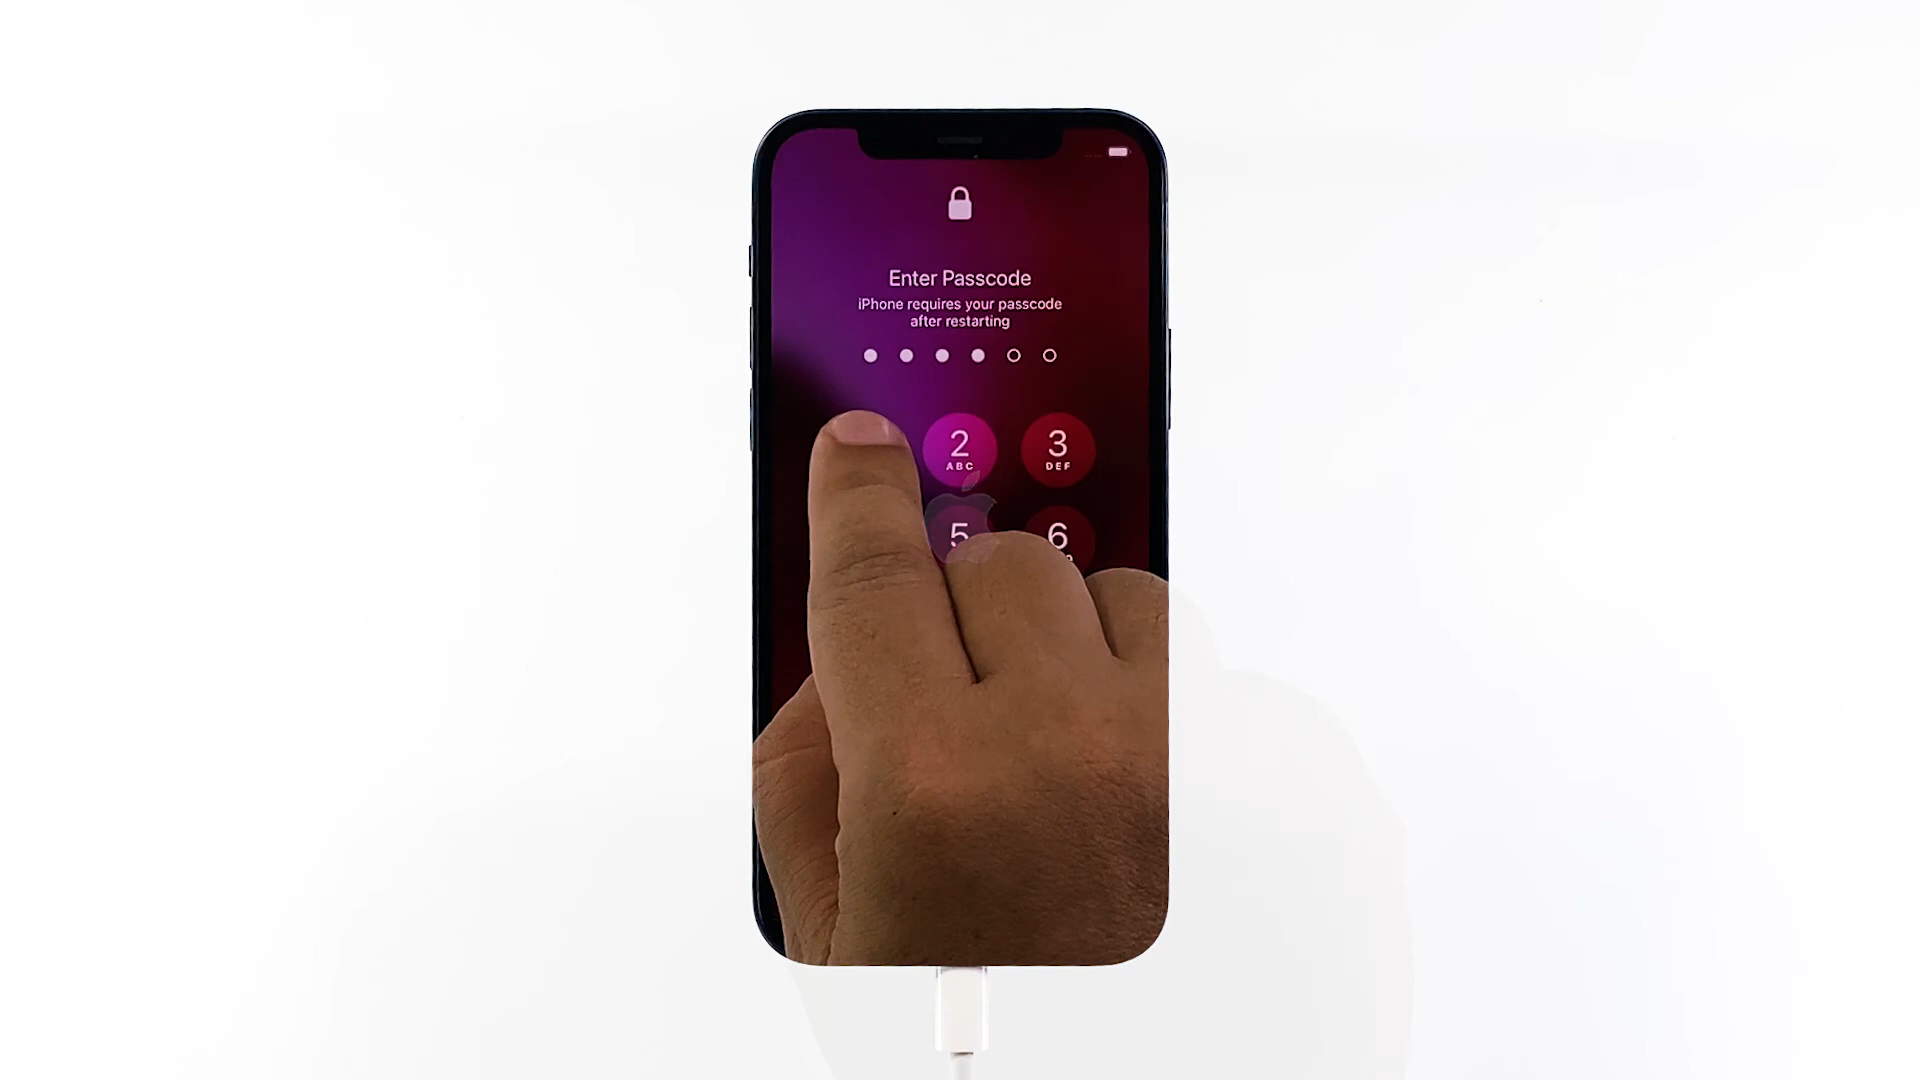 Enter Passcode
iPhone requires your passcode
after restarting
2
ABC
3
DEF
5
6